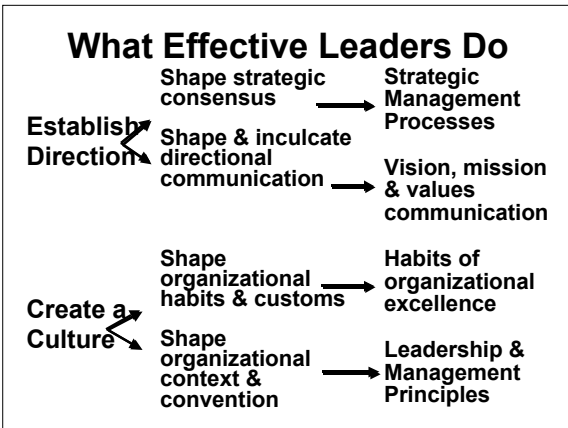 What Effective Leaders Do
Shape strategic
consensus
Strategic
Management
Processes
Establish
Direction
Shape & inculcate
directional
communication
Vision, mission
& values
communication
Shape
organizational
habits & customs
Habits of
organizational
excellence
Create a
Culture
Shape
organizational
context &
convention
Leadership &
Management
Principles